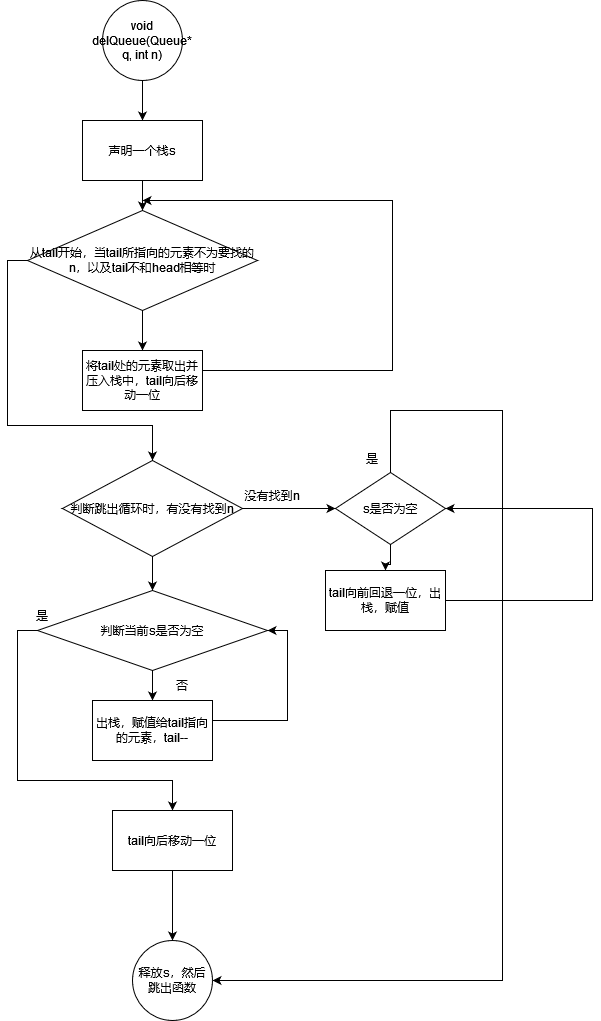 void
delQueue(Queue*
q, int n)
声明一个栈s
从tail开始，当tail所指向的元素不为要找的
n，以及tail不和head相等时
将tail处的元素取出并
压入栈中，tail向后移
动一位
是
没有找到n
判断跳出循环时，有没有找到n
s是否为空
tail向前回退一位，出
栈，赋值
是
判断当前s是否为空
否
出栈，赋值给tail指向
的元素，tail--
tail向后移动一位
释放s，然后
跳出函数